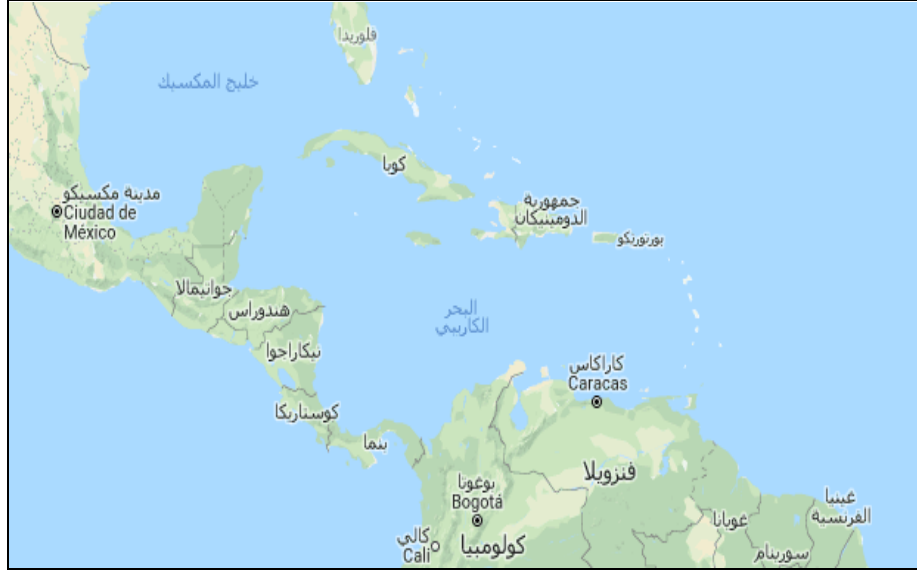 فلوريدا
خليج المكسيك
كوبا
مدينة مكسيكو
Ciudad de
México
جمهورية
الدومينيكان
بورتوريكو
جواتيمالا
هندوراس
البحر
الكاريبي
نيكاراجوا
كاراكاس
Caracas
كوستاريكا
بنما
فنزويلا
بوغوتا
Bogotá
غينيا
الفرنسية
غويانا
كالي
Cali
كولومبيا
سورينام